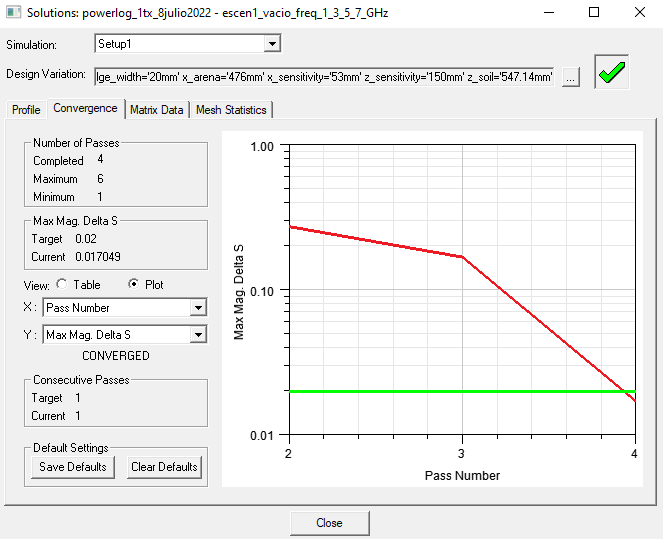 Solutions: powerlog_1tx_8julio2022 - escen1_vacio_freq_1_3_5_7_GHz
Simulation: Setup1
Design Variation: lge_width='20mm' x_arena='476mm' x_sensitivity='53mm' z_sensitivity='150mm' z_soil='547.14mm' ...
Profile Convergence Matrix Data Mesh Statistics
Number of Passes
Completed 4
Maximum 6
Minimum 1
Max Mag. Delta S
Target 0.02
Current 0.017049
View: Table Plot
X : Pass Number
Y : Max Mag. Delta S
CONVERGED
Consecutive Passes
Target 1
Current 1
Default Settings
Save Defaults Clear Defaults
1.00
0.10
0.01
Max Mag. Delta S
2 3 4
Pass Number
Close